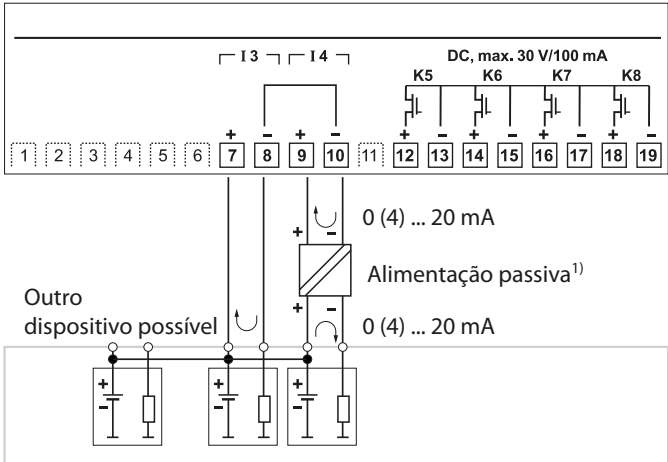 I 3 I 4 DC, max. 30 V/100 mA
K5 K6 K7 K8
+ − + − + − + − + − + −
1 2 3 4 5 6 7 8 9 10 11 12 13 14 15 16 17 18 19
0 (4) ... 20 mA
+ −
Alimentação passiva1)
+ −
Outro
dispositivo possível
0 (4) ... 20 mA
+ + +
− − −